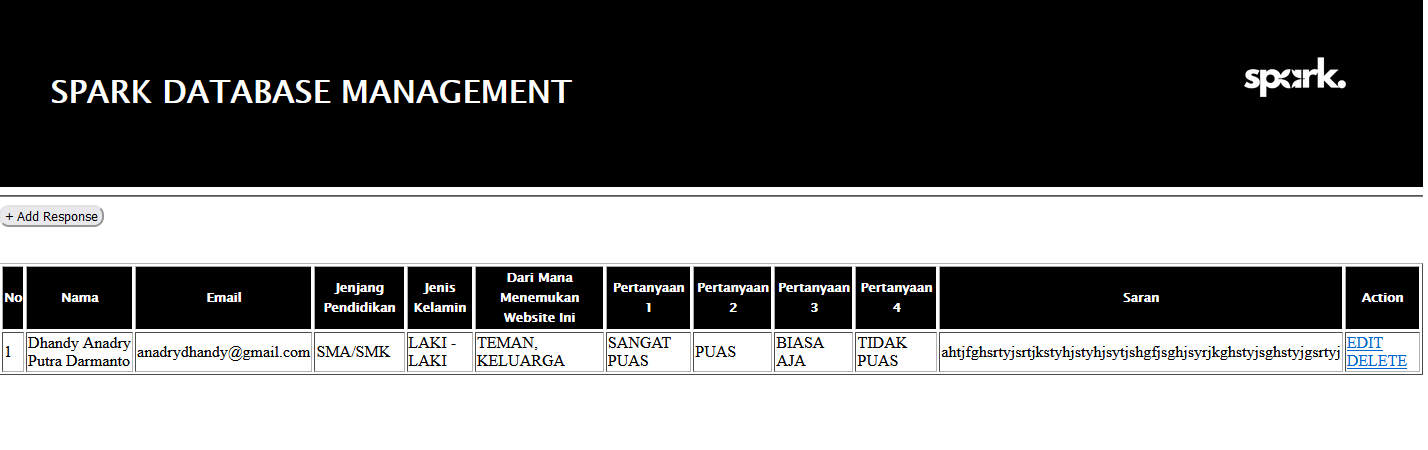 SPARK DATABASE MANAGEMENT
spark.
+ Add Response
No
Nama
Email
Jenjang
Pendidikan
Jenis
Kelamin
Dari Mana
Menemukan
Website Ini
Pertanyaan
1
Pertanyaan
2
Pertanyaan
3
Pertanyaan
4
Saran
Action
1
Dhandy Anadry
Putra Darmanto
anadrydhandy@gmail.com
SMA/SMK
LAKI -
LAKI
TEMAN,
KELUARGA
SANGAT
PUAS
PUAS
BIASA
AJA
TIDAK
PUAS
ahtjfghsrtyjsrtjkstyhjstyhjsytjshgfjsghjsyrjkghstyjsghstyjgsrtyj
EDIT
DELETE